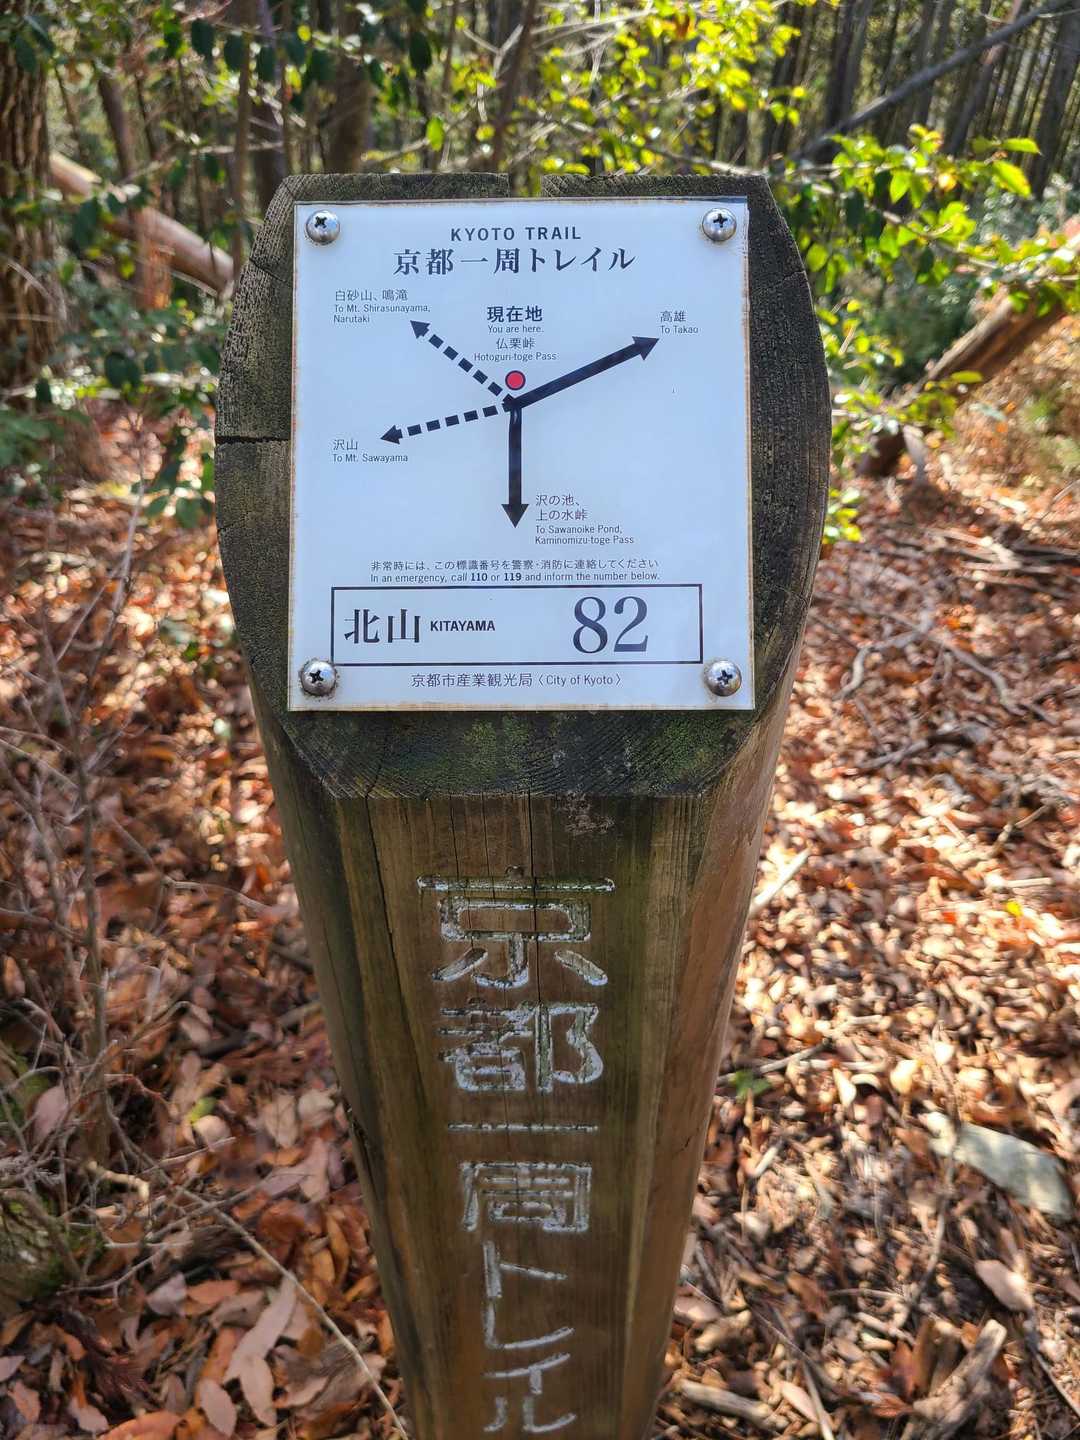 KYOTO TRAIL
京都一周トレイル
白砂山、鳴滝
To Mt. Shirasunayama,
Narutaki
現在地
You are here.
仏栗峠
Hotoguri-toge Pass
高雄
To Takao
沢山
To Mt. Sawayama
沢の池、
上の水峠
To Sawanoike Pond,
Kaminomizu-toge Pass
非常時には、この標識番号を警察・消防に連絡してください
In an emergency, call 110 or 119 and inform the number below.
北山 KITAYAMA 82
京都市産業観光局〈City of Kyoto〉
京都一周トレイル